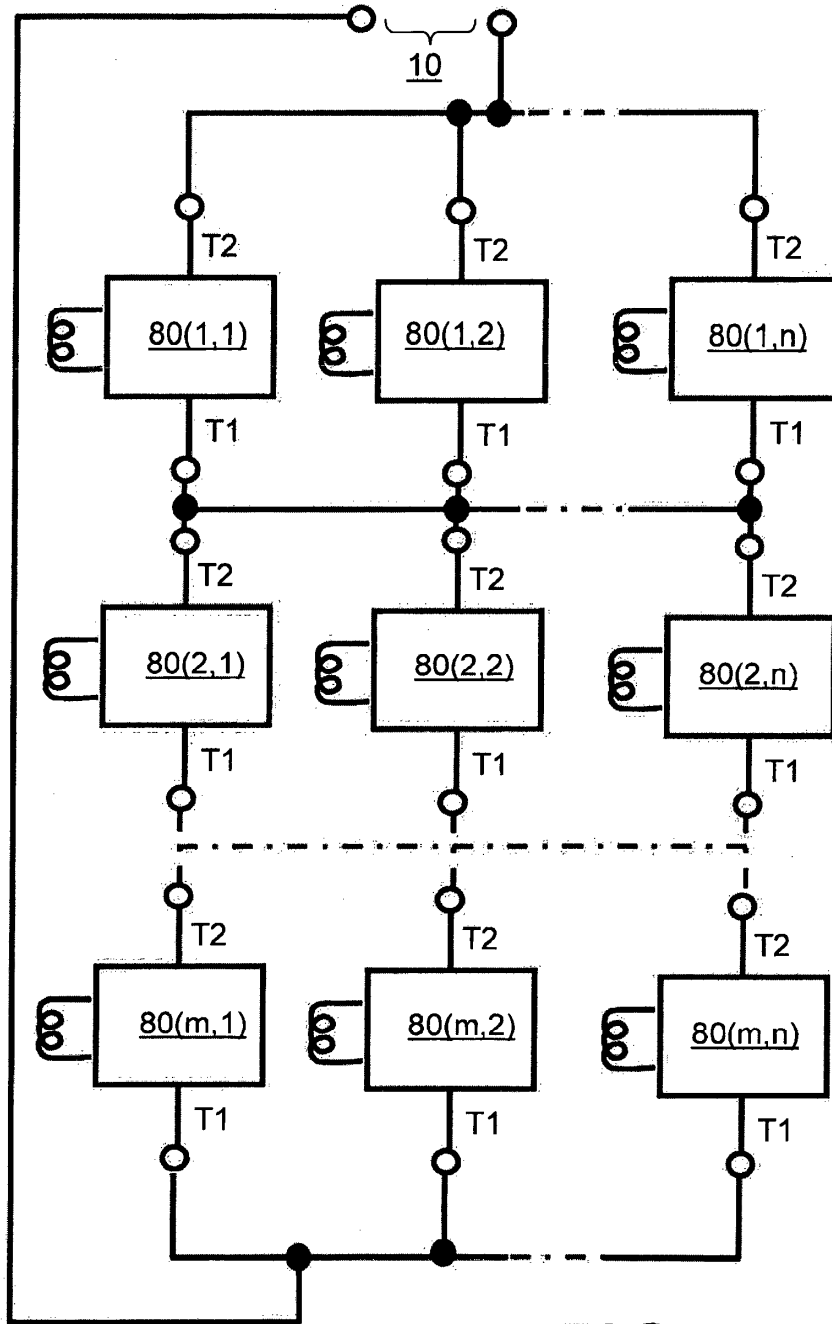 10
T2 T2 T2
80(1,1) 80(1,2) 80(1,n)
T1 T1 T1
T2 T2 T2
80(2,1) 80(2,2) 80(2,n)
T1 T1 T1
T2 T2 T2
80(m,1) 80(m,2) 80(m,n)
T1 T1 T1